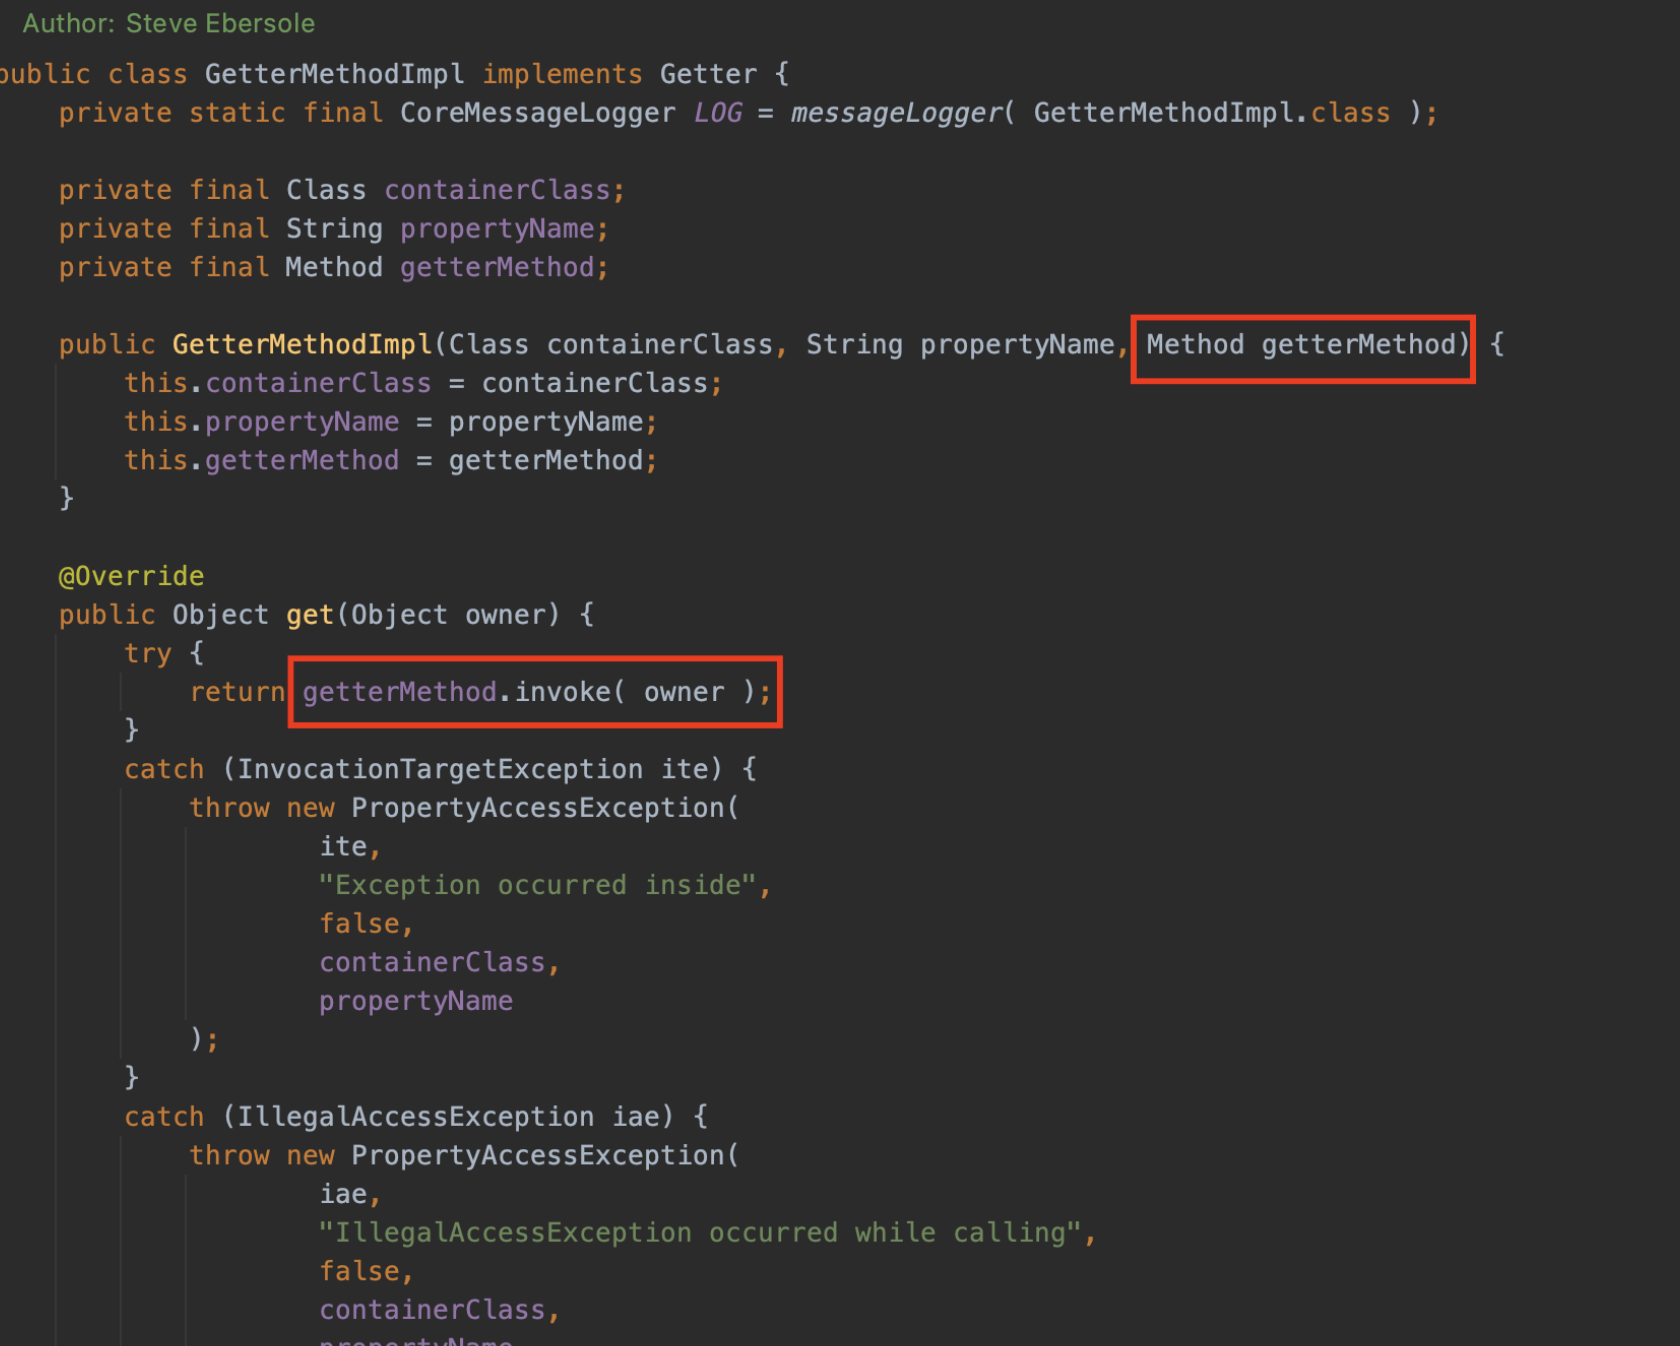 Author: Steve Ebersole
public class GetterMethodImpl implements Getter {
private static final CoreMessageLogger LOG = messageLogger( GetterMethodImpl.class );
private final Class containerClass;
private final String propertyName;
private final Method getterMethod;
public GetterMethodImpl(Class containerClass, String propertyName, Method getterMethod) {
this.containerClass = containerClass;
this.propertyName = propertyName;
this.getterMethod = getterMethod;
}
@Override
public Object get(Object owner) {
try {
return getterMethod.invoke( owner );
}
catch (InvocationTargetException ite) {
throw new PropertyAccessException(
ite,
"Exception occurred inside",
false,
containerClass,
propertyName
);
}
catch (IllegalAccessException iae) {
throw new PropertyAccessException(
iae,
"IllegalAccessException occurred while calling",
false,
containerClass,
propertyName